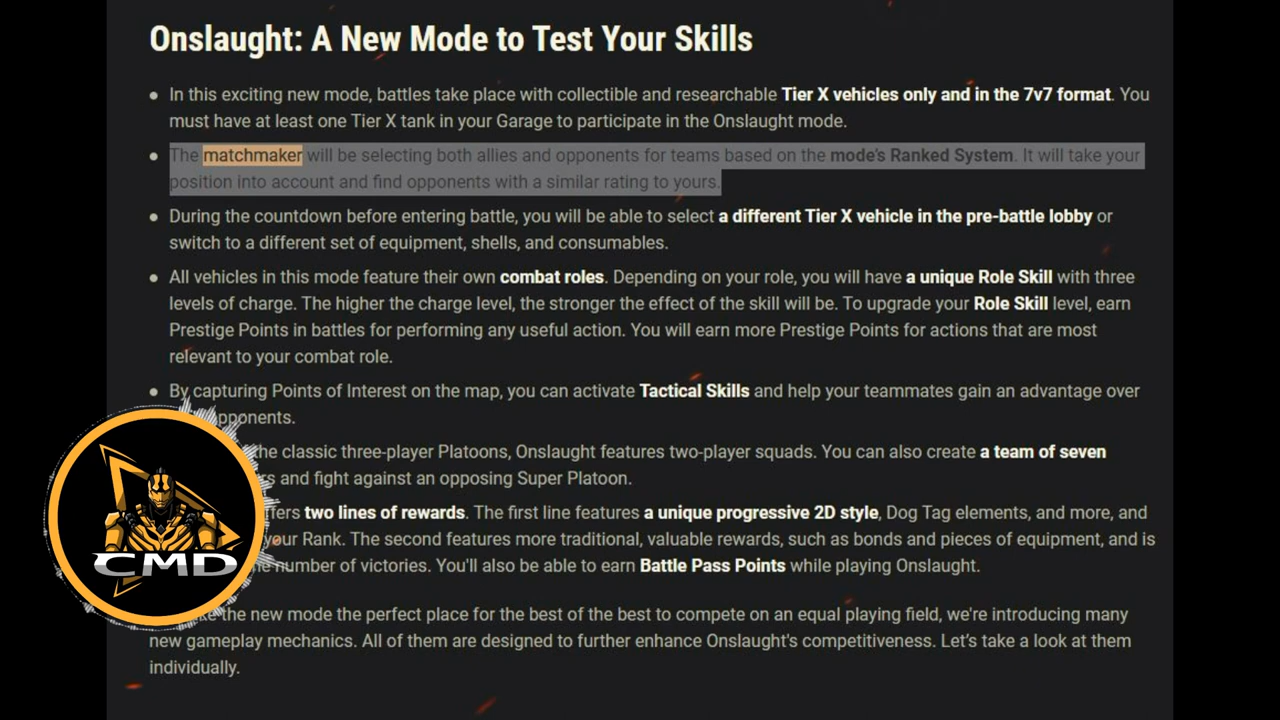 Onslaught: A New Mode to Test Your Skills
In this exciting new mode, battles take place with collectible and researchable Tier X vehicles only and in the 7v7 format. You
must have at least one Tier X tank in your Garage to participate in the Onslaught mode.
The matchmaker will be selecting both allies and opponents for teams based on the mode's Ranked System. It will take your
position into account and find opponents with a similar rating to yours.
During the countdown before entering battle, you will be able to select a different Tier X vehicle in the pre-battle lobby or
switch to a different set of equipment, shells, and consumables.
All vehicles in this mode feature their own combat roles. Depending on your role, you will have a unique Role Skill with three
levels of charge. The higher the charge level, the stronger the effect of the skill will be. To upgrade your Role Skill level, earn
Prestige Points in battles for performing any useful action. You will earn more Prestige Points for actions that are most
relevant to your combat role.
By capturing Points of Interest on the map, you can activate Tactical Skills and help your teammates gain an advantage over
opponents.
the classic three-player Platoons, Onslaught features two-player squads. You can also create a team of seven
and fight against an opposing Super Platoon.
two lines of rewards. The first line features a unique progressive 2D style, Dog Tag elements, and more, and
your Rank. The second features more traditional, valuable rewards, such as bonds and pieces of equipment, and is
number of victories. You'll also be able to earn Battle Pass Points while playing Onslaught.
the new mode the perfect place for the best of the best to compete on an equal playing field, we're introducing many
new gameplay mechanics. All of them are designed to further enhance Onslaught's competitiveness. Let's take a look at them
individually.
CMD